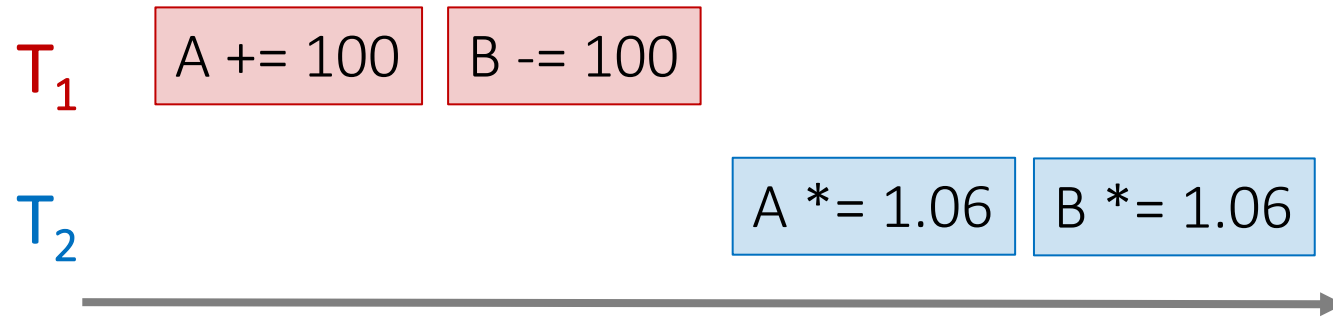 T₁ A += 100 B -= 100
T₂ A *= 1.06 B *= 1.06